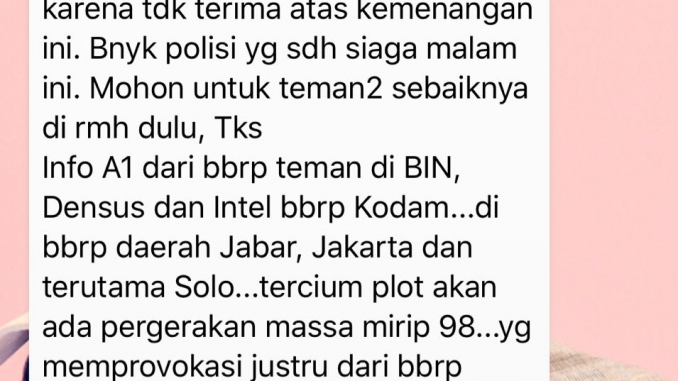 karena tdk terima atas kemenangan
ini. Bnyk polisi yg sdh siaga malam
ini. Mohon untuk teman2 sebaiknya
di rmh dulu, Tks
Info A1 dari bbrp teman di BIN,
Densus dan Intel bbrp Kodam...di
bbrp daerah Jabar, Jakarta dan
terutama Solo...tercium plot akan
ada pergerakan massa mirip 98...yg
memprovokasi justru dari bbrp